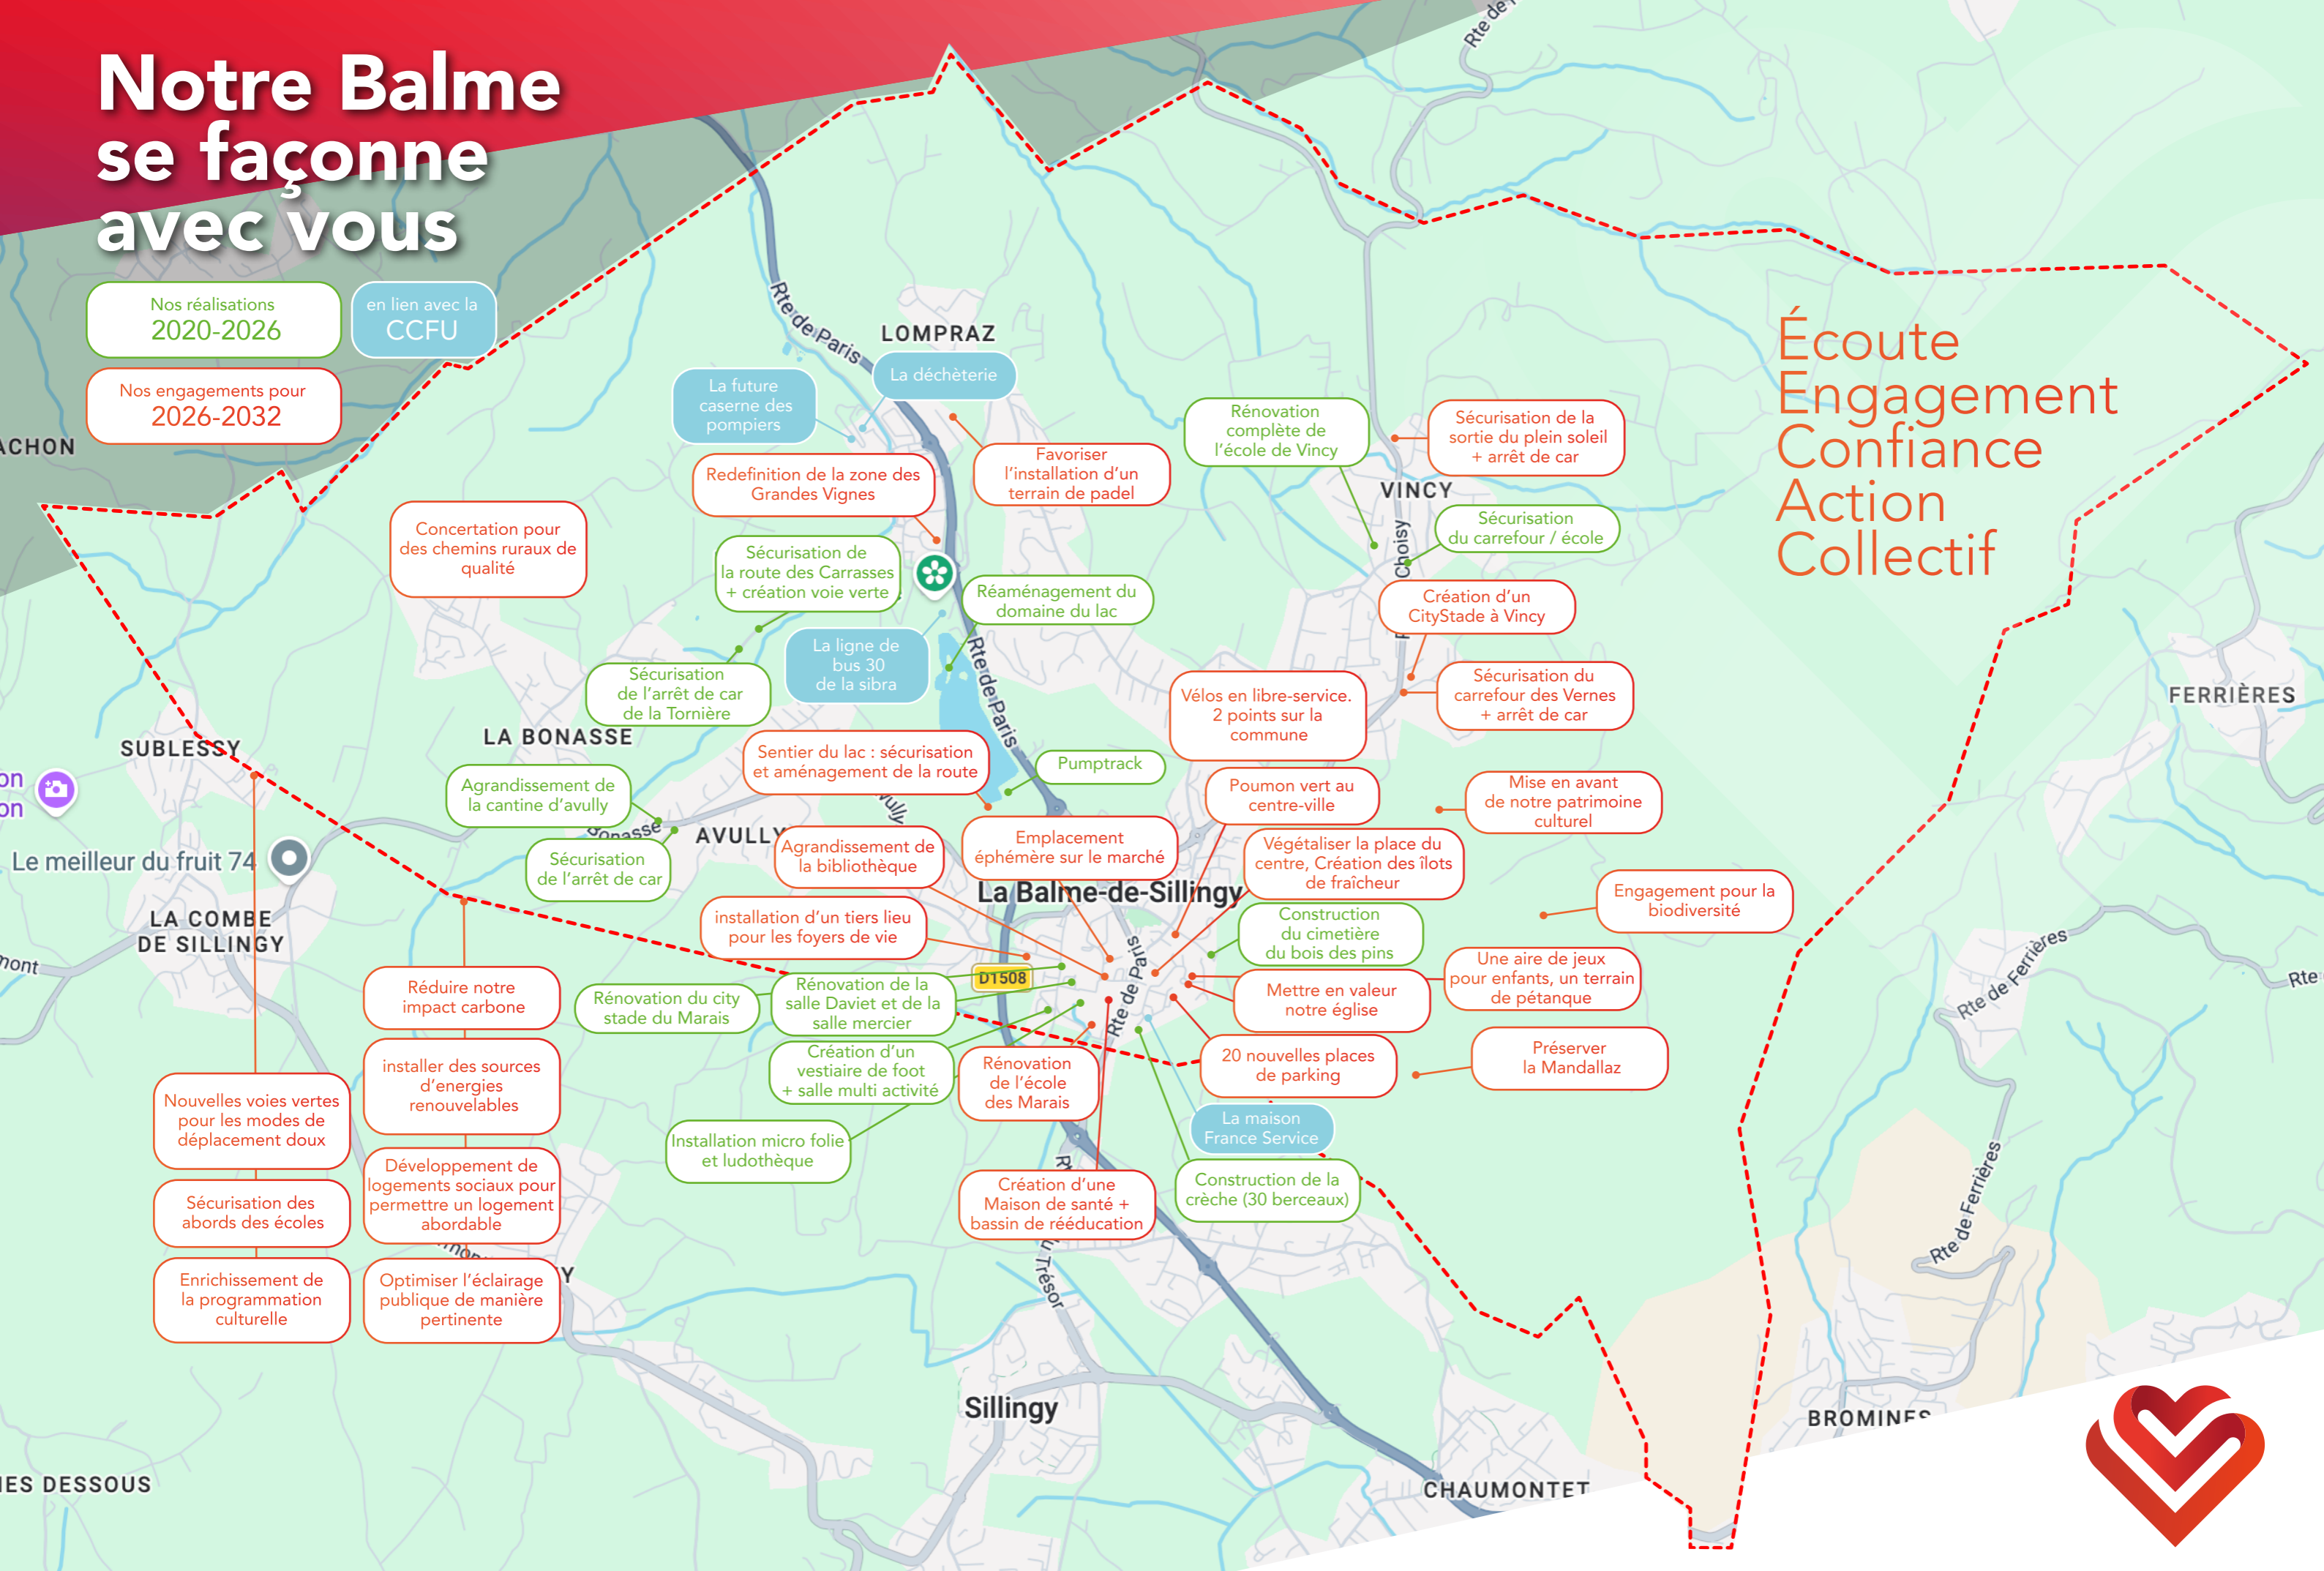 Notre Balme
se façonne
avec vous
Nos réalisations
2020-2026
en lien avec la
CCFU
Nos engagements pour
2026-2032
Écoute
Engagement
Confiance
Action
Collectif
Rte de
ACHON
Rte de Paris
LOMPRAZ
La déchèterie
La future
caserne des
pompiers
Favoriser
l'installation d'un
terrain de padel
Redefinition de la zone des
Grandes Vignes
Rénovation
complète de
l'école de Vincy
Sécurisation de la
sortie du plein soleil
+ arrêt de car
VINCY
Sécurisation
du carrefour / école
Choisy
Création d'un
CityStade à Vincy
Sécurisation du
carrefour des Vernes
+ arrêt de car
Concertation pour
des chemins ruraux de
qualité
Sécurisation de
la route des Carrasses
+ création voie verte
Réaménagement du
domaine du lac
La ligne de
bus 30
de la sibra
Rte de Paris
Sécurisation
de l'arrêt de car
de la Tornière
Vélos en libre-service.
2 points sur la
commune
FERRIÈRES
SUBLESSY
LA BONASSE
Sentier du lac : sécurisation
et aménagement de la route
Pumptrack
Poumon vert au
centre-ville
Mise en avant
de notre patrimoine
culturel
on
on
Agrandissement de
la cantine d'avully
Bonasse
Avully
AVULLY
Le meilleur du fruit 74
Sécurisation
de l'arrêt de car
Agrandissement de
la bibliothèque
Emplacement
éphémère sur le marché
Végétaliser la place du
centre, Création des îlots
de fraîcheur
La Balme-de-Sillingy
Engagement pour la
biodiversité
LA COMBE
DE SILLINGY
mont
installation d'un tiers lieu
pour les foyers de vie
Construction
du cimetière
du bois des pins
Rte de Paris
D1508
Une aire de jeux
pour enfants, un terrain
de pétanque
Rte de Ferrières
Rte
Réduire notre
impact carbone
Rénovation du city
stade du Marais
Rénovation de la
salle Daviet et de la
salle mercier
Mettre en valeur
notre église
installer des sources
d'energies
renouvelables
Création d'un
vestiaire de foot
+ salle multi activité
Rénovation
de l'école
des Marais
20 nouvelles places
de parking
Préserver
la Mandallaz
Nouvelles voies vertes
pour les modes de
déplacement doux
Installation micro folie
et ludothèque
La maison
France Service
Développement de
logements sociaux pour
permettre un logement
abordable
Sécurisation des
abords des écoles
Création d'une
Maison de santé +
bassin de rééducation
Construction de la
crèche (30 berceaux)
Rte de Ferrières
Enrichissement de
la programmation
culturelle
Optimiser l'éclairage
publique de manière
pertinente
Y
Trésor
Sillingy
BROMINES
CHAUMONTET
IES DESSOUS